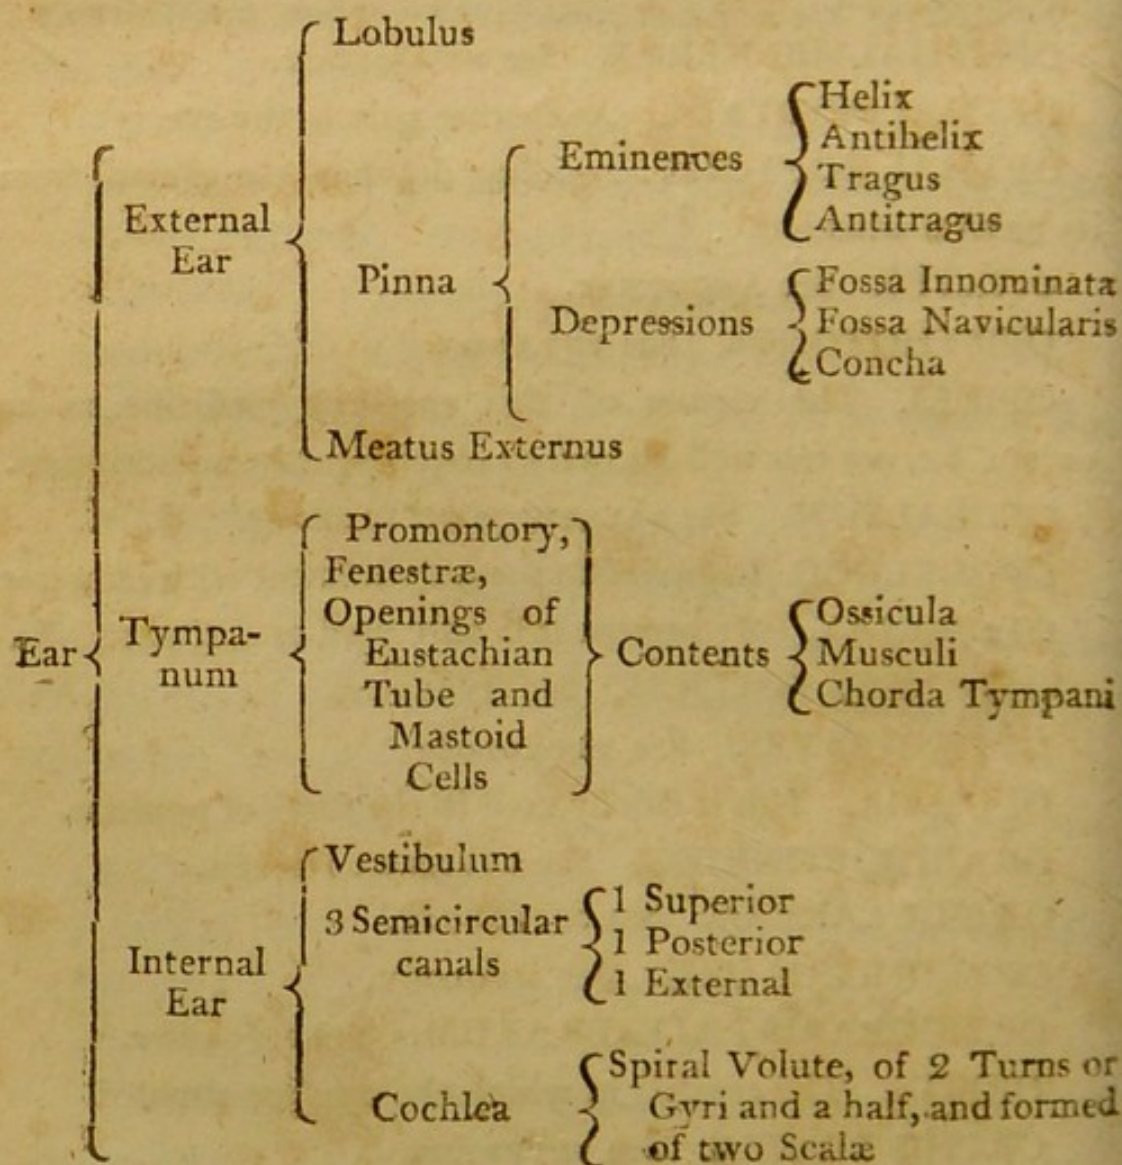 Lobulus
External
Ear
Pinna
Eminences
Helix
Antihelix
Tragus
Antitragus
Depressions
Fossa Innominata
Fossa Navicularis
Concha
Meatus Externus
Ear
Tympa-
num
Promontory,
Fenestræ,
Openings of
Eustachian
Tube and
Mastoid
Cells
Contents
Ossicula
Musculi
Chorda Tympani
Internal
Ear
Vestibulum
3 Semicircular
canals
1 Superior
1 Posterior
1 External
Cochlea
Spiral Volute, of 2 Turns or
Gyri and a half, and formed
of two Scalæ